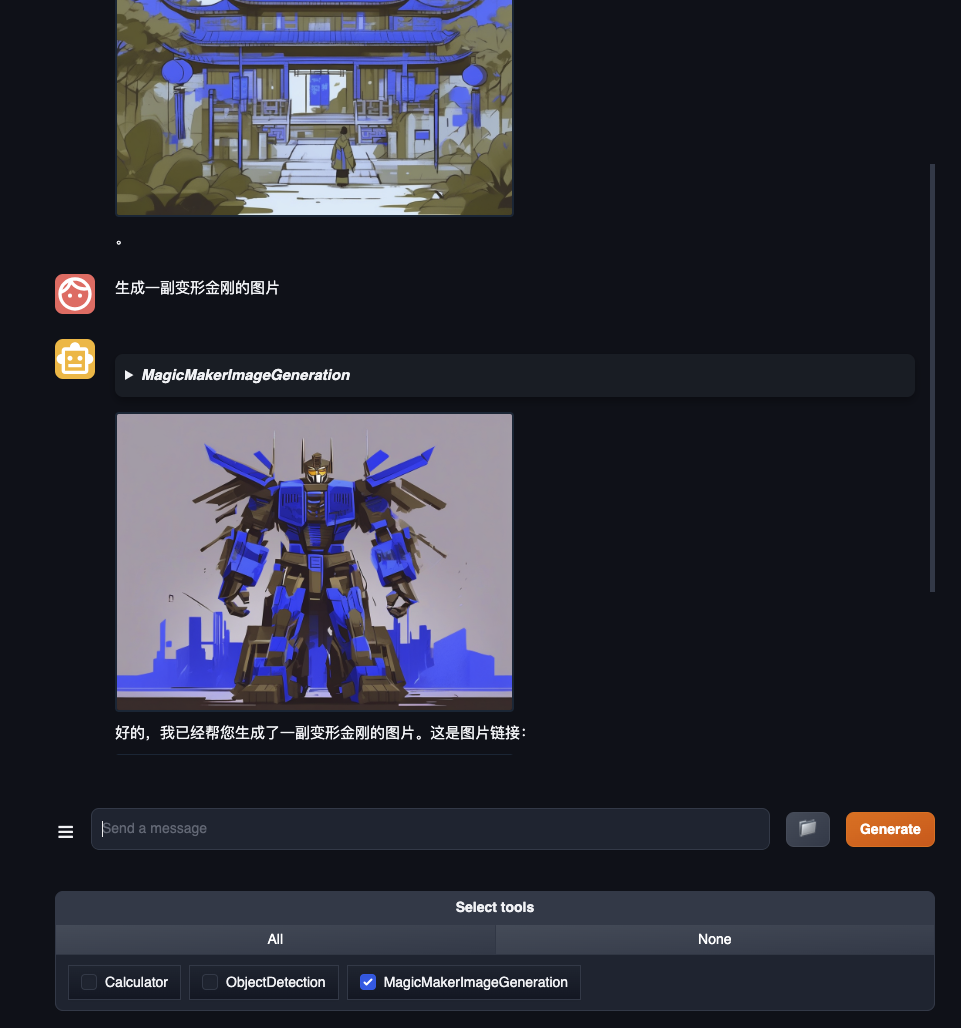 。
生成一副变形金刚的图片
MagicMakerImageGeneration
好的，我已经帮您生成了一副变形金刚的图片。这是图片链接：
Send a message
Generate
Select tools
All
None
Calculator
ObjectDetection
MagicMakerImageGeneration